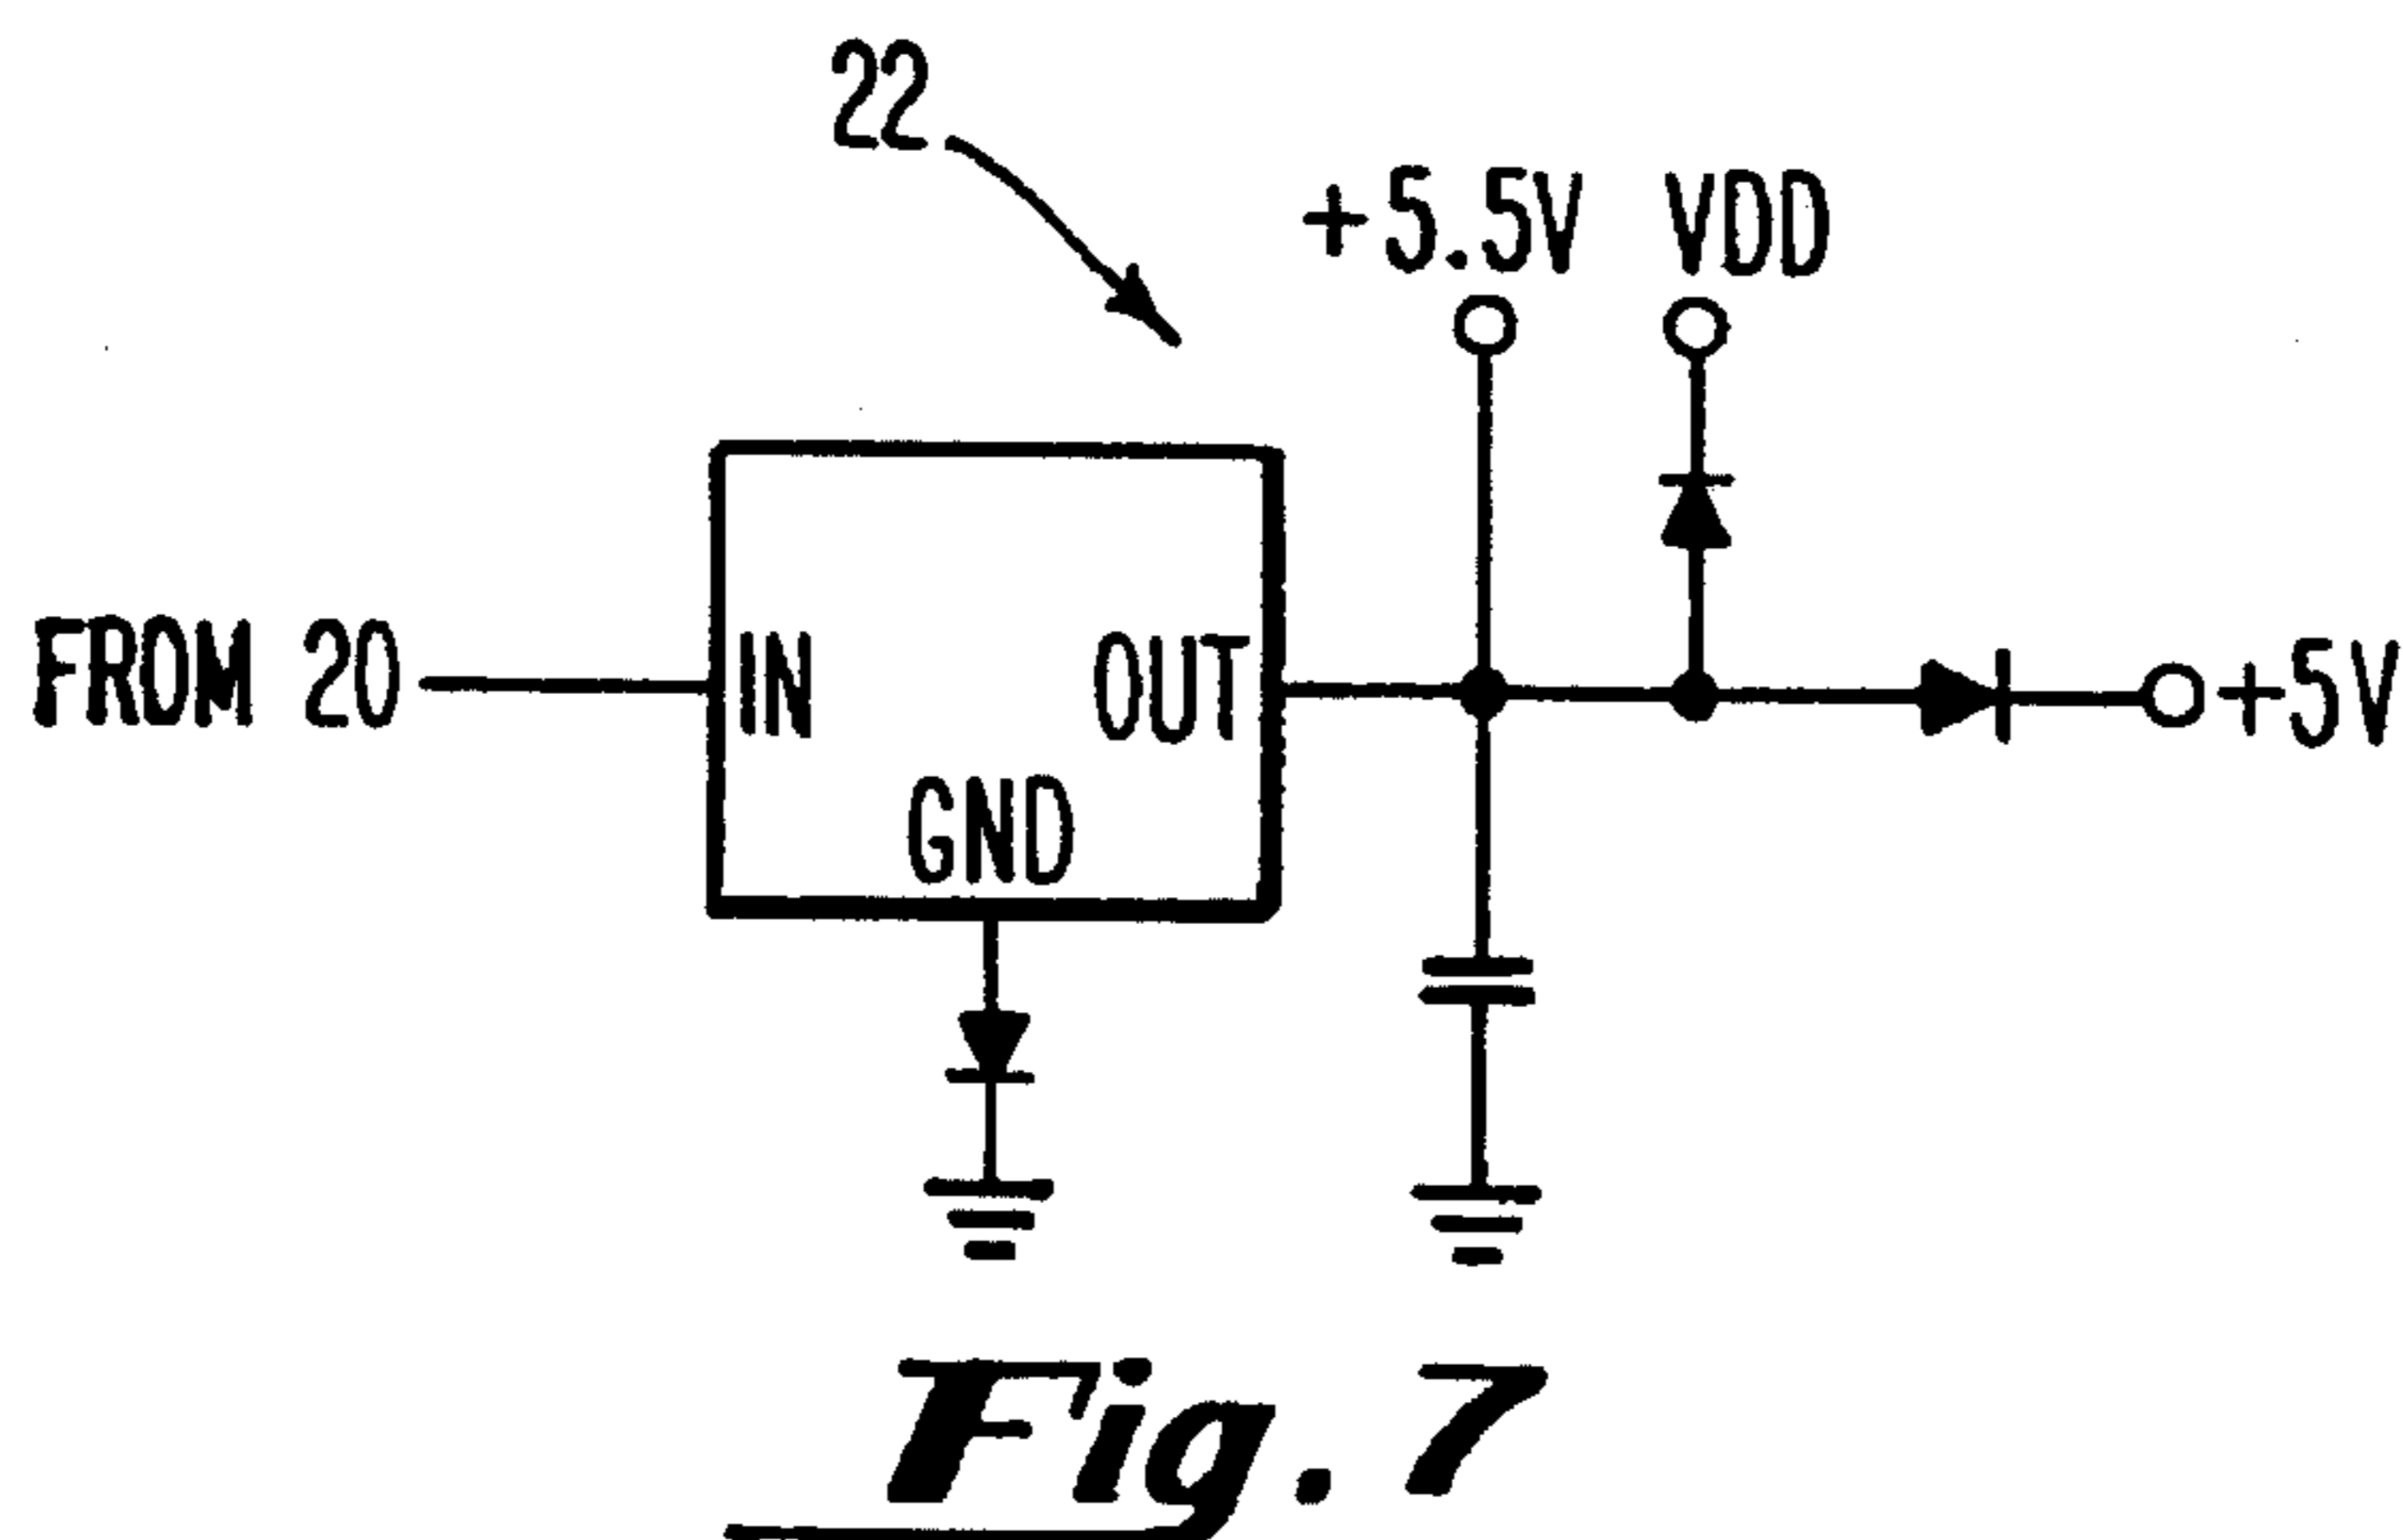 22
+5.5V VDD
FROM 20
IN
OUT
+5V
GND
Fig. 7